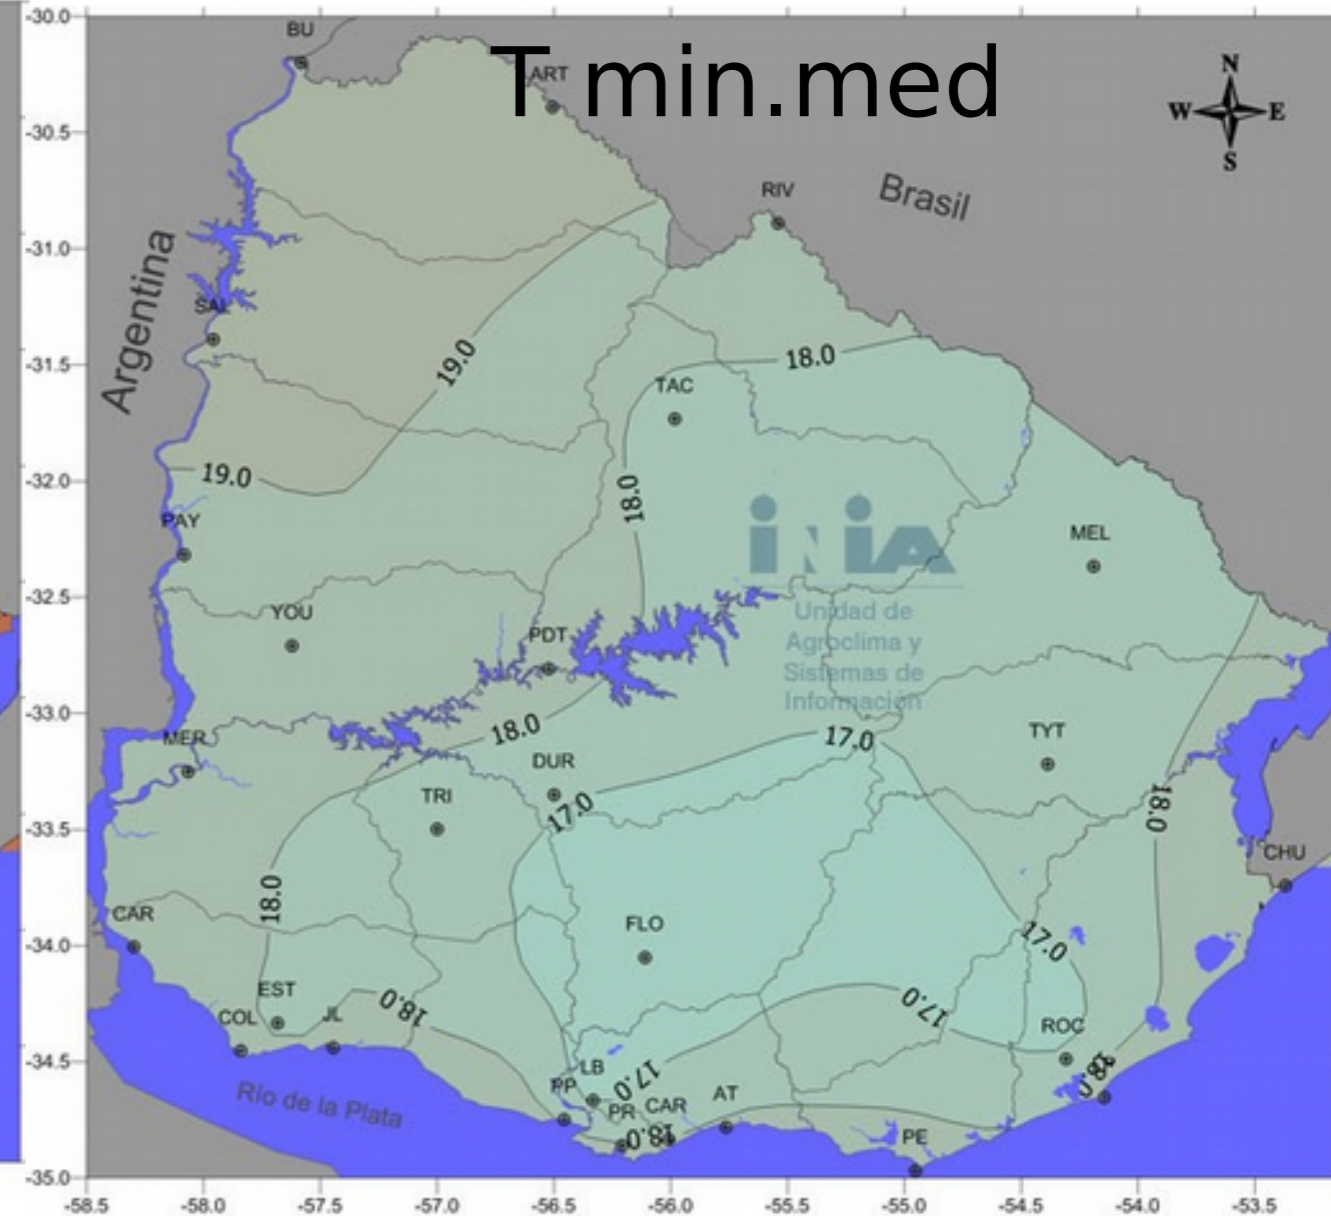 T min.med
-30.0
-30.5
-31.0
-31.5
-32.0
-32.5
-33.0
-33.5
-34.0
-34.5
-35.0
-58.5
-58.0
-57.5
-57.0
-56.5
-56.0
-55.5
-55.0
-54.5
-54.0
-53.5
N
W
E
S
BU
ART
RIV
Brasil
Argentina
SAL
19.0
18.0
TAC
19.0
18.0
PAY
MEL
INIA
Unidad de
Agroclima y
Sistemas de
Información
YOU
PDT
18.0
17.0
MER
TYT
DUR
TRI
17.0
18.0
CHU
18.0
CAR
FLO
17.0
EST
COL
JL
18.0
17.0
ROC
LB
PP
17.0
PR
CAR
AT
18.0
18.0
PE
Río de la Plata